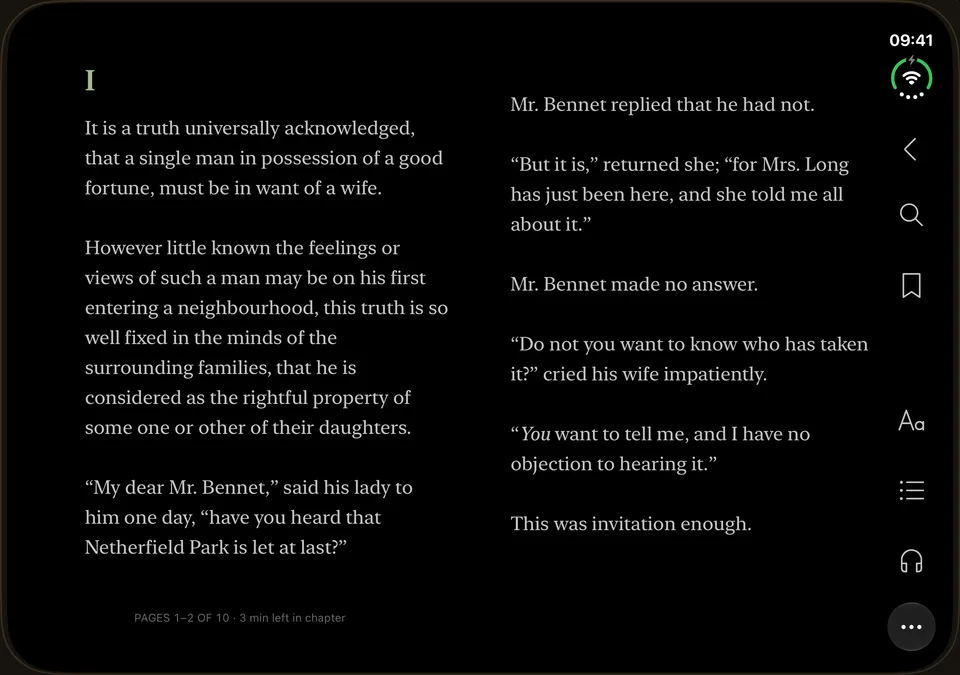 I
It is a truth universally acknowledged,
that a single man in possession of a good
fortune, must be in want of a wife.
However little known the feelings or
views of such a man may be on his first
entering a neighbourhood, this truth is so
well fixed in the minds of the
surrounding families, that he is
considered as the rightful property of
some one or other of their daughters.
“My dear Mr. Bennet,” said his lady to
him one day, “have you heard that
Netherfield Park is let at last?”
PAGES 1–2 OF 10 · 3 min left in chapter
Mr. Bennet replied that he had not.
“But it is,” returned she; “for Mrs. Long
has just been here, and she told me all
about it.”
Mr. Bennet made no answer.
“Do not you want to know who has taken
it?” cried his wife impatiently.
“You want to tell me, and I have no
objection to hearing it.”
This was invitation enough.
09:41
Aa